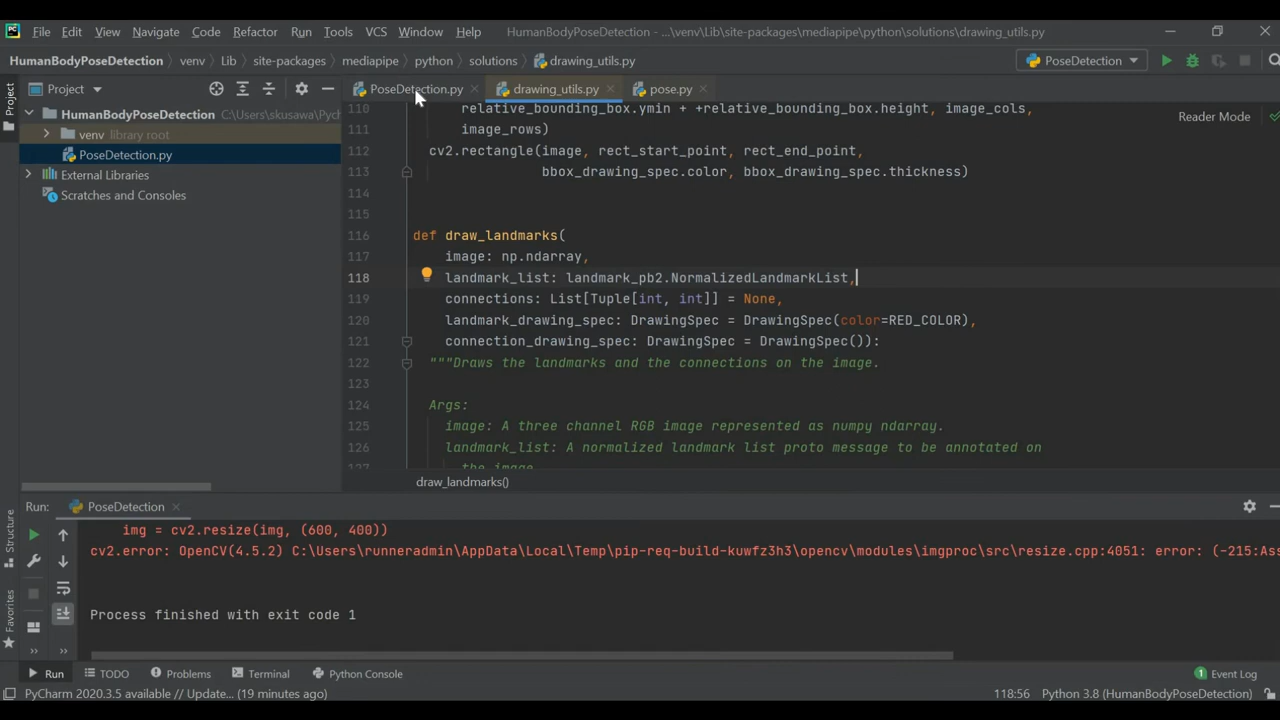 PC File Edit View Navigate Code Refactor Run Tools VCS Window Help HumanBodyPoseDetection - ...\venv\Lib\site-packages\mediapipe\python\solutions\drawing_utils.py
HumanBodyPoseDetection venv Lib site-packages mediapipe python solutions drawing_utils.py PoseDetection
Project PoseDetection.py drawing_utils.py pose.py
Project
HumanBodyPoseDetection C:\Users\skusawa\Pych
venv library root
PoseDetection.py
External Libraries
Scratches and Consoles
Reader Mode
110 relative_bounding_box.ymin + +relative_bounding_box.height, image_cols,
111 image_rows)
112 cv2.rectangle(image, rect_start_point, rect_end_point,
113 bbox_drawing_spec.color, bbox_drawing_spec.thickness)
114
115
116 def draw_landmarks(
117 image: np.ndarray,
118 landmark_list: landmark_pb2.NormalizedLandmarkList,
119 connections: List[Tuple[int, int]] = None,
120 landmark_drawing_spec: DrawingSpec = DrawingSpec(color=RED_COLOR),
121 connection_drawing_spec: DrawingSpec = DrawingSpec()):
122 """Draws the landmarks and the connections on the image.
123
124 Args:
125 image: A three channel RGB image represented as numpy ndarray.
126 landmark_list: A normalized landmark list proto message to be annotated on
127 the image
draw_landmarks()
Run: PoseDetection
img = cv2.resize(img, (600, 400))
cv2.error: OpenCV(4.5.2) C:\Users\runneradmin\AppData\Local\Temp\pip-req-build-kuwfz3h3\opencv\modules\imgproc\src\resize.cpp:4051: error: (-215:Ass
Process finished with exit code 1
Structure
Favorites
Run TODO Problems Terminal Python Console 1 Event Log
PyCharm 2020.3.5 available // Update... (19 minutes ago) 118:56 Python 3.8 (HumanBodyPoseDetection)